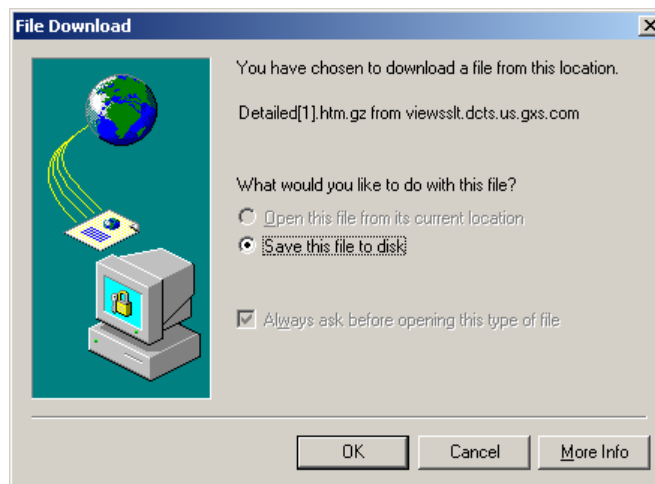 File Download
You have chosen to download a file from this location.
Detailed[1].htm.gz from viewsslt.dcts.us.gxs.com
What would you like to do with this file?
Open this file from its current location
Save this file to disk
Always ask before opening this type of file
OK Cancel More Info